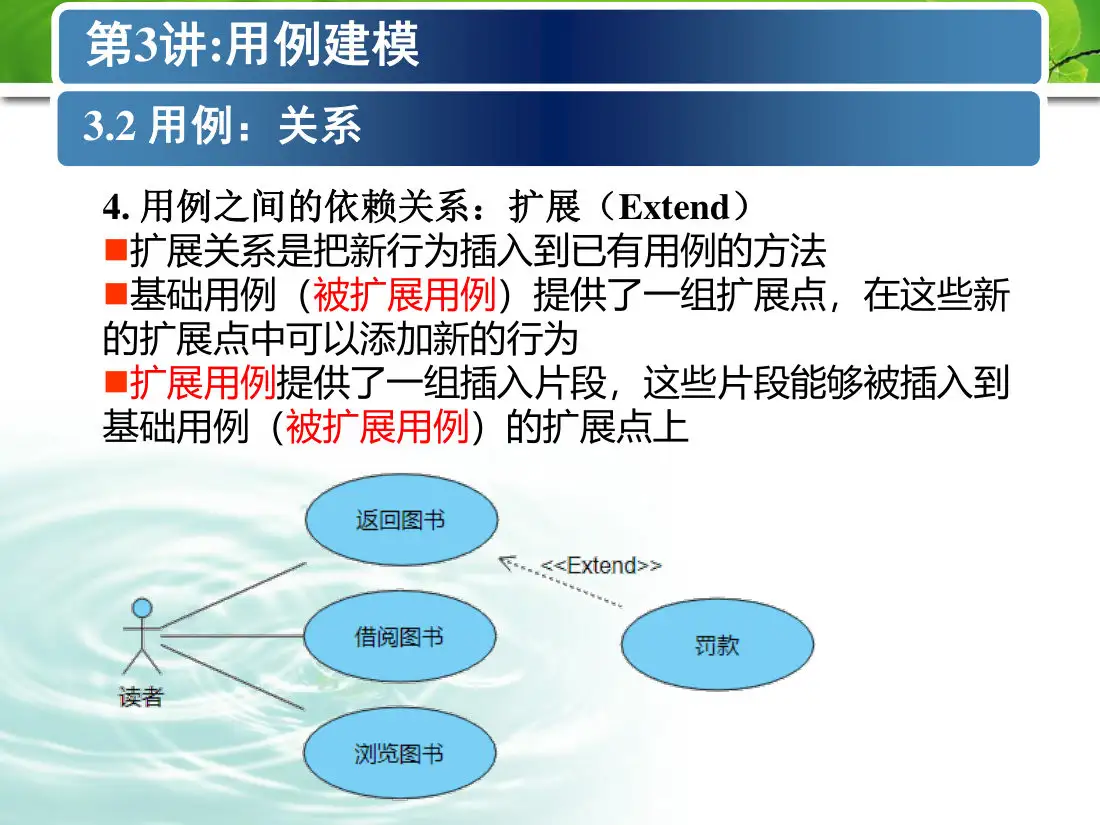 第3讲:用例建模
3.2 用例：关系
4. 用例之间的依赖关系：扩展（Extend）
■扩展关系是把新行为插入到已有用例的方法
■基础用例（被扩展用例）提供了一组扩展点，在这些新
的扩展点中可以添加新的行为
■扩展用例提供了一组插入片段，这些片段能够被插入到
基础用例（被扩展用例）的扩展点上
返回图书
<<Extend>>
借阅图书
罚款
读者
浏览图书